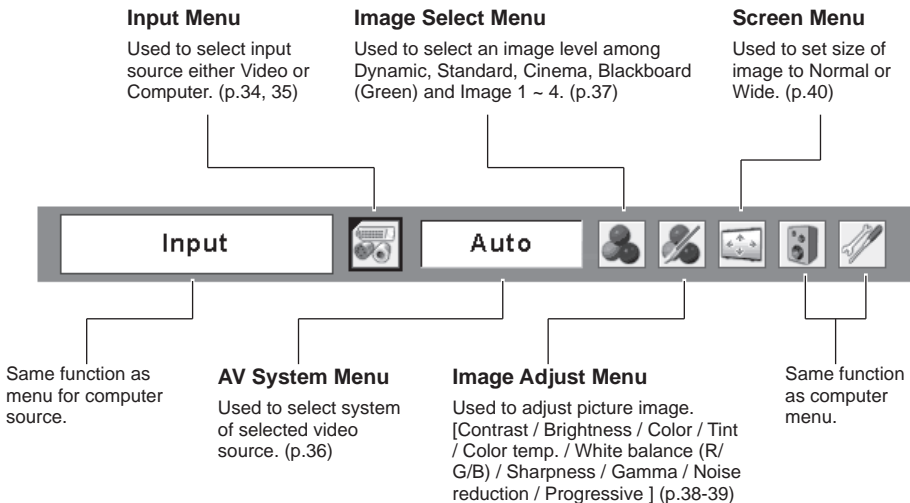 Input Menu
Used to select input
source either Video or
Computer. (p.34, 35)
Image Select Menu
Used to select an image level among
Dynamic, Standard, Cinema, Blackboard
(Green) and Image 1 ~ 4. (p.37)
Screen Menu
Used to set size of
image to Normal or
Wide. (p.40)
Input
Auto
Same function as
menu for computer
source.
AV System Menu
Used to select system
of selected video
source. (p.36)
Image Adjust Menu
Used to adjust picture image.
[Contrast / Brightness / Color / Tint
/ Color temp. / White balance (R/
G/B) / Sharpness / Gamma / Noise
reduction / Progressive ] (p.38-39)
Same function
as computer
menu.